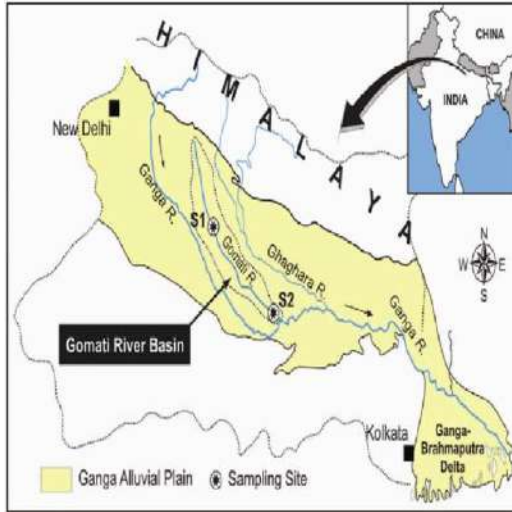 HIMALAYA
CHINA
INDIA
New Delhi
Ganga R.
S1
Gomati R.
Ghaghara R.
S2
Ganga R.
N
W E
S
Gomati River Basin
Kolkata
Ganga-
Brahmaputra
Delta
Ganga Alluvial Plain
Sampling Site